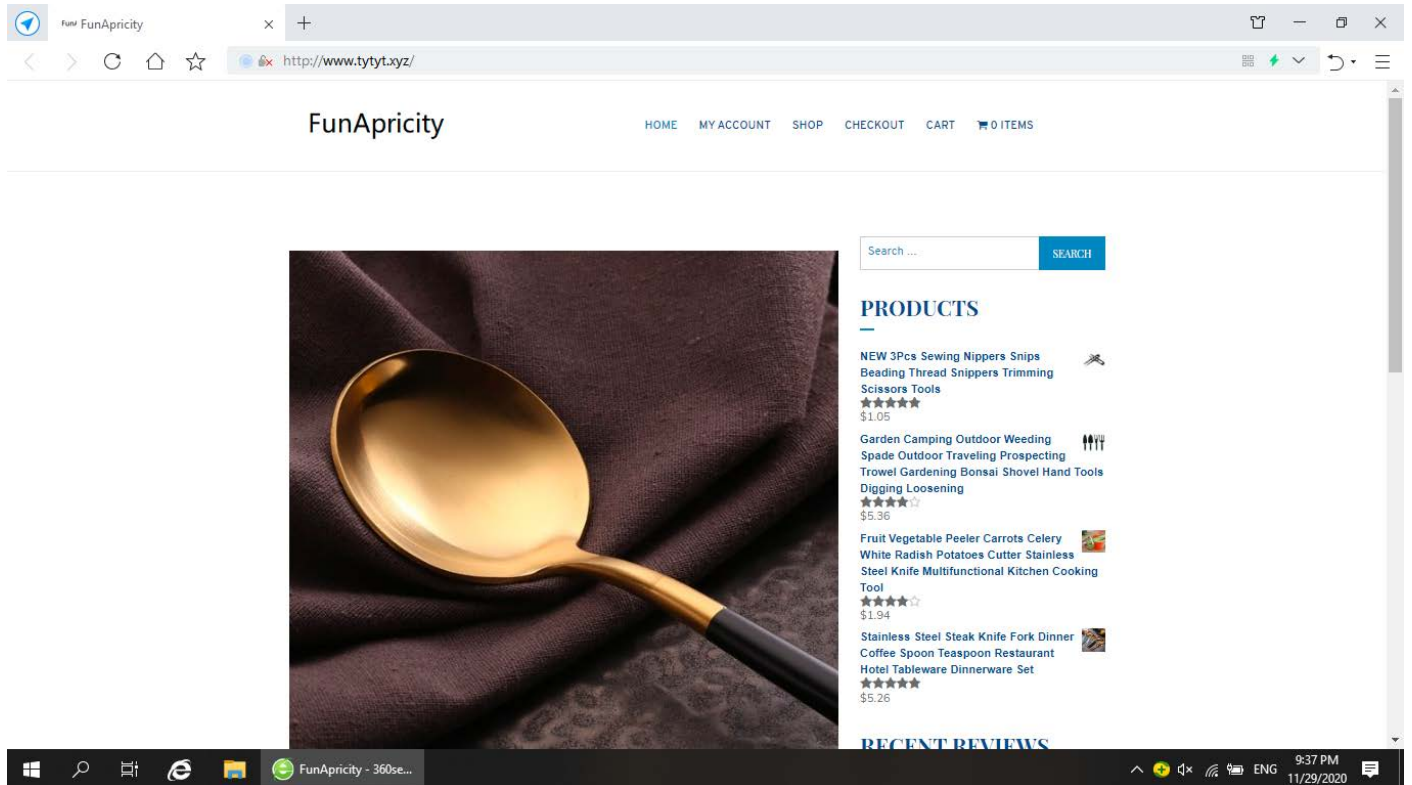 FunApricity
http://www.tytyt.xyz/
FunApricity
HOME MY ACCOUNT SHOP CHECKOUT CART 0 ITEMS
Search ...
SEARCH
PRODUCTS
NEW 3Pcs Sewing Nippers Snips
Beading Thread Snippers Trimming
Scissors Tools
$1.05
Garden Camping Outdoor Weeding
Spade Outdoor Traveling Prospecting
Trowel Gardening Bonsai Shovel Hand Tools
Digging Loosening
$5.36
Fruit Vegetable Peeler Carrots Celery
White Radish Potatoes Cutter Stainless
Steel Knife Multifunctional Kitchen Cooking
Tool
$1.94
Stainless Steel Steak Knife Fork Dinner
Coffee Spoon Teaspoon Restaurant
Hotel Tableware Dinnerware Set
$5.26
RECENT REVIEWS
FunApricity - 360se...
ENG
9:37 PM
11/29/2020